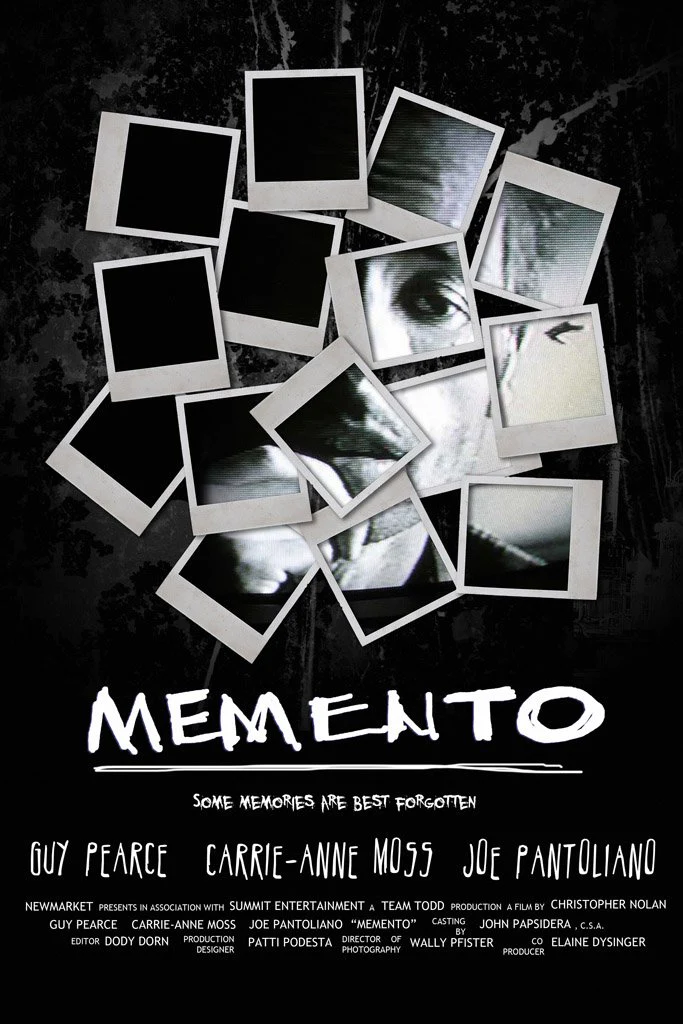 MEMENTO
SOME MEMORIES ARE BEST FORGOTTEN
GUY PEARCE CARRIE-ANNE MOSS JOE PANTOLIANO
NEWMARKET PRESENTS IN ASSOCIATION WITH SUMMIT ENTERTAINMENT A TEAM TODD PRODUCTION A FILM BY CHRISTOPHER NOLAN
GUY PEARCE CARRIE-ANNE MOSS JOE PANTOLIANO "MEMENTO" CASTING BY JOHN PAPSIDERA , C.S.A.
EDITOR DODY DORN PRODUCTION DESIGNER PATTI PODESTA DIRECTOR OF PHOTOGRAPHY WALLY PFISTER CO PRODUCER ELAINE DYSINGER